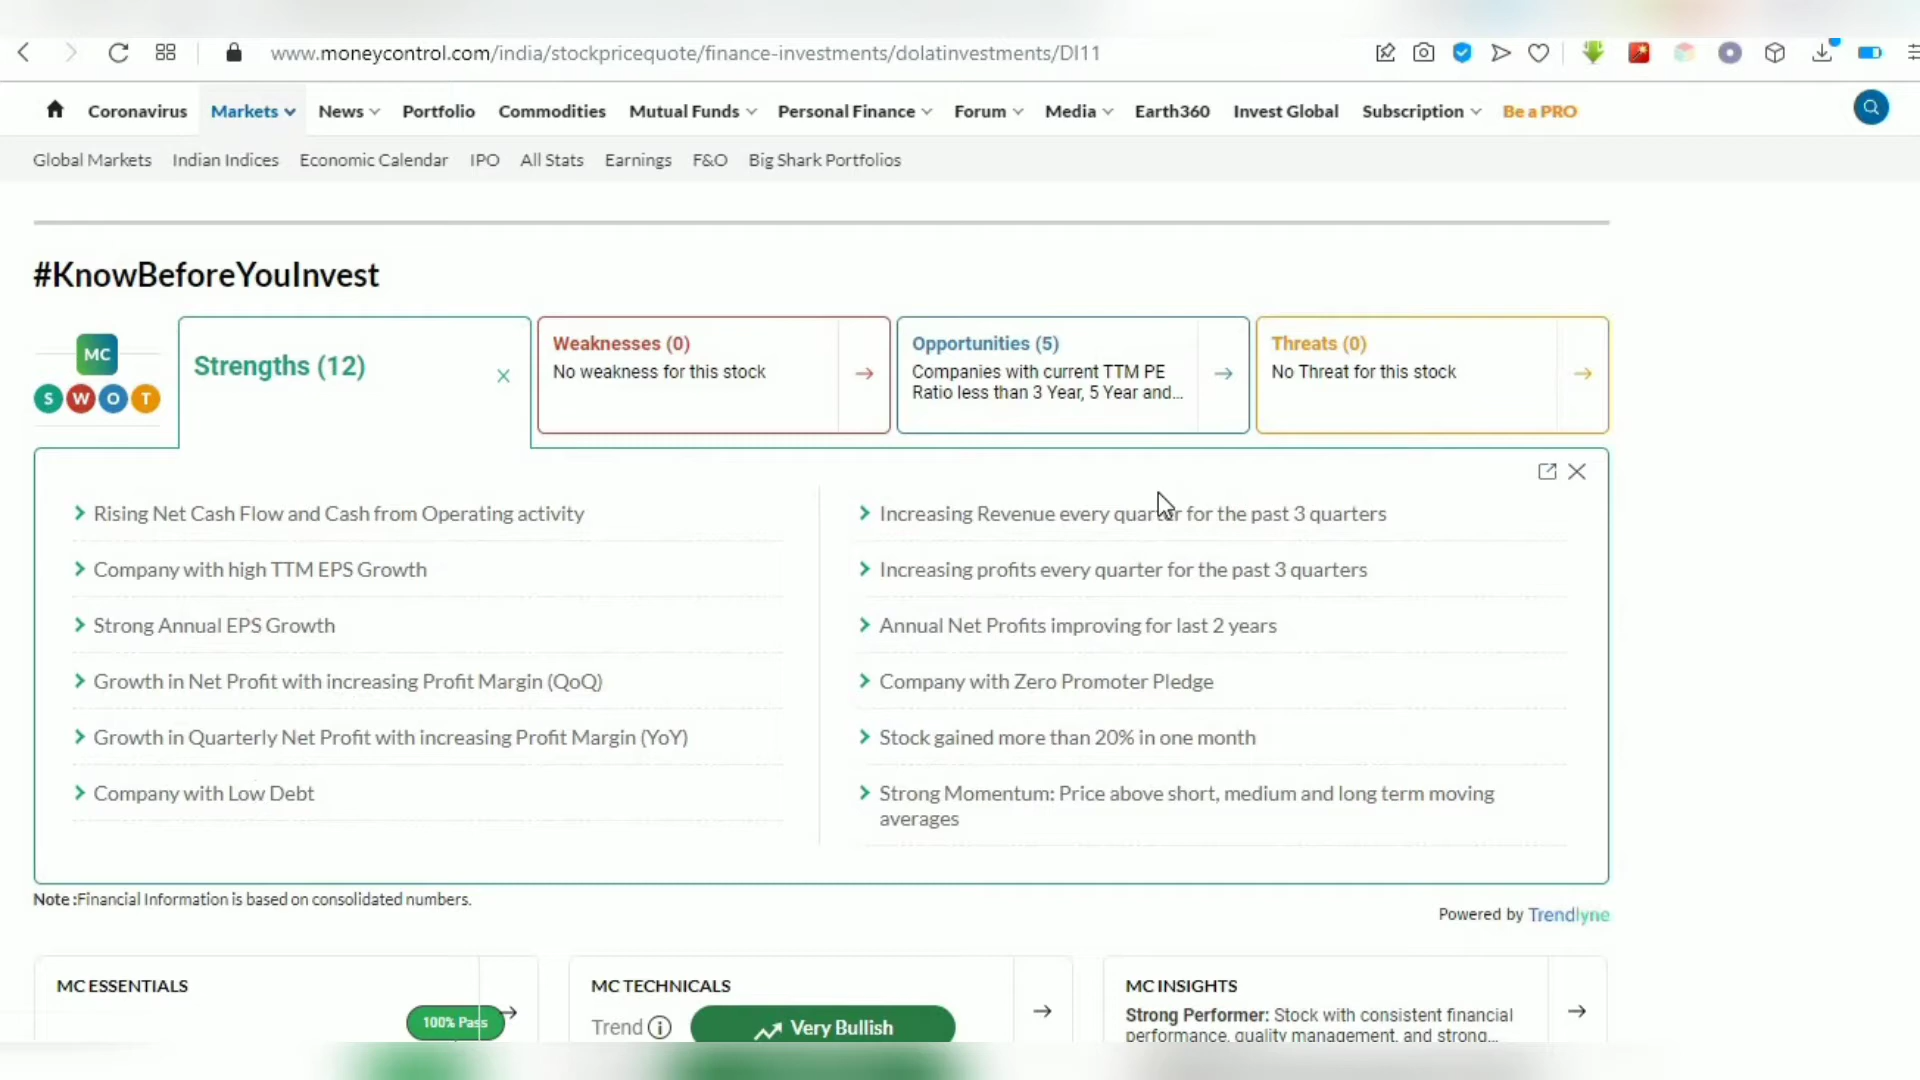 www.moneycontrol.com/india/stockpricequote/finance-investments/dolatinvestments/DI11
Coronavirus Markets News Portfolio Commodities Mutual Funds Personal Finance Forum Media Earth360 Invest Global Subscription Be a PRO
Global Markets Indian Indices Economic Calendar IPO All Stats Earnings F&O Big Shark Portfolios
#KnowBeforeYouInvest
MC
S W O T
Strengths (12)
Weaknesses (0)
No weakness for this stock
Opportunities (5)
Companies with current TTM PE
Ratio less than 3 Year, 5 Year and...
Threats (0)
No Threat for this stock
Rising Net Cash Flow and Cash from Operating activity
Company with high TTM EPS Growth
Strong Annual EPS Growth
Growth in Net Profit with increasing Profit Margin (QoQ)
Growth in Quarterly Net Profit with increasing Profit Margin (YoY)
Company with Low Debt
Increasing Revenue every quarter for the past 3 quarters
Increasing profits every quarter for the past 3 quarters
Annual Net Profits improving for last 2 years
Company with Zero Promoter Pledge
Stock gained more than 20% in one month
Strong Momentum: Price above short, medium and long term moving
averages
Note :Financial Information is based on consolidated numbers.
Powered by Trendlyne
MC ESSENTIALS
100% Pass
MC TECHNICALS
Trend Very Bullish
MC INSIGHTS
Strong Performer: Stock with consistent financial
performance, quality management, and strong...